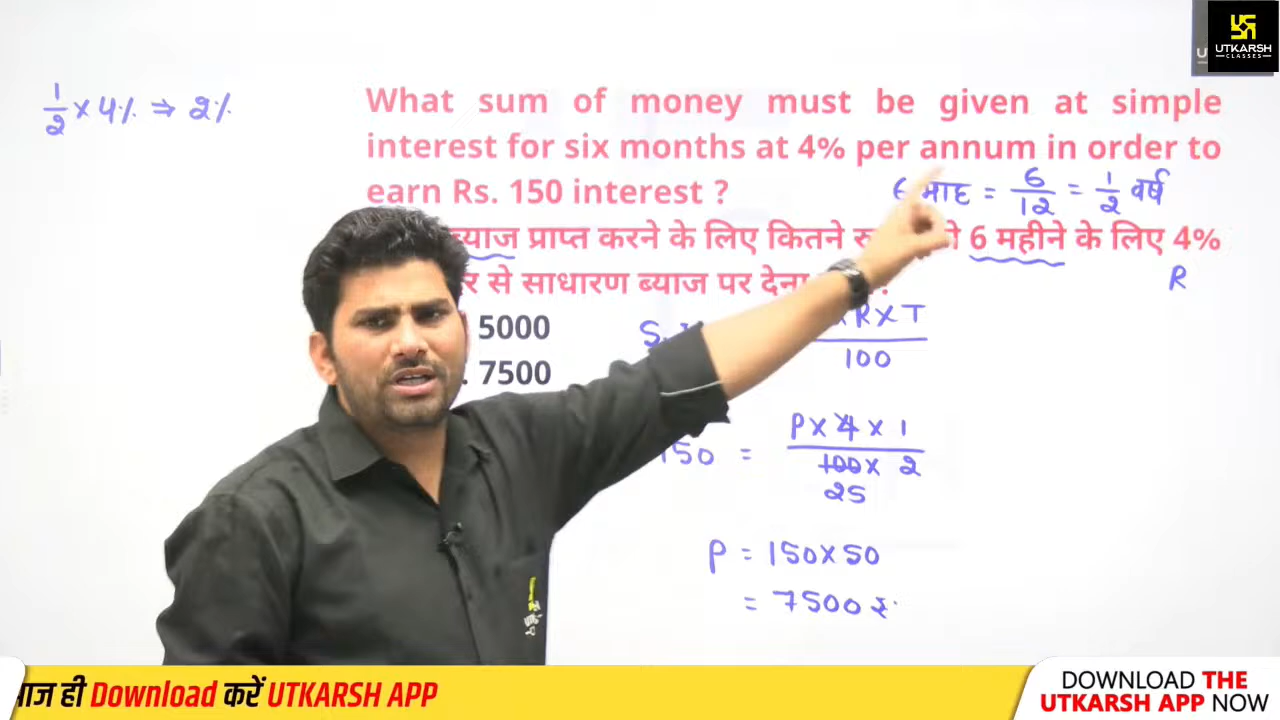 UTKARSH
CLASSES
1/2 × 4% ⇒ 2%
What sum of money must be given at simple
interest for six months at 4% per annum in order to
earn Rs. 150 interest ?
6 माह = 6/12 = 1/2 वर्ष
ब्याज प्राप्त करने के लिए कितने 6 महीने के लिए 4%
से साधारण ब्याज पर देना
R
5000
7500
S.
× R × T
100
150 = P × 4 × 1
100 × 2
25
P = 150 × 50
= 7500 रु.
आज ही Download करें UTKARSH APP
DOWNLOAD THE
UTKARSH APP NOW